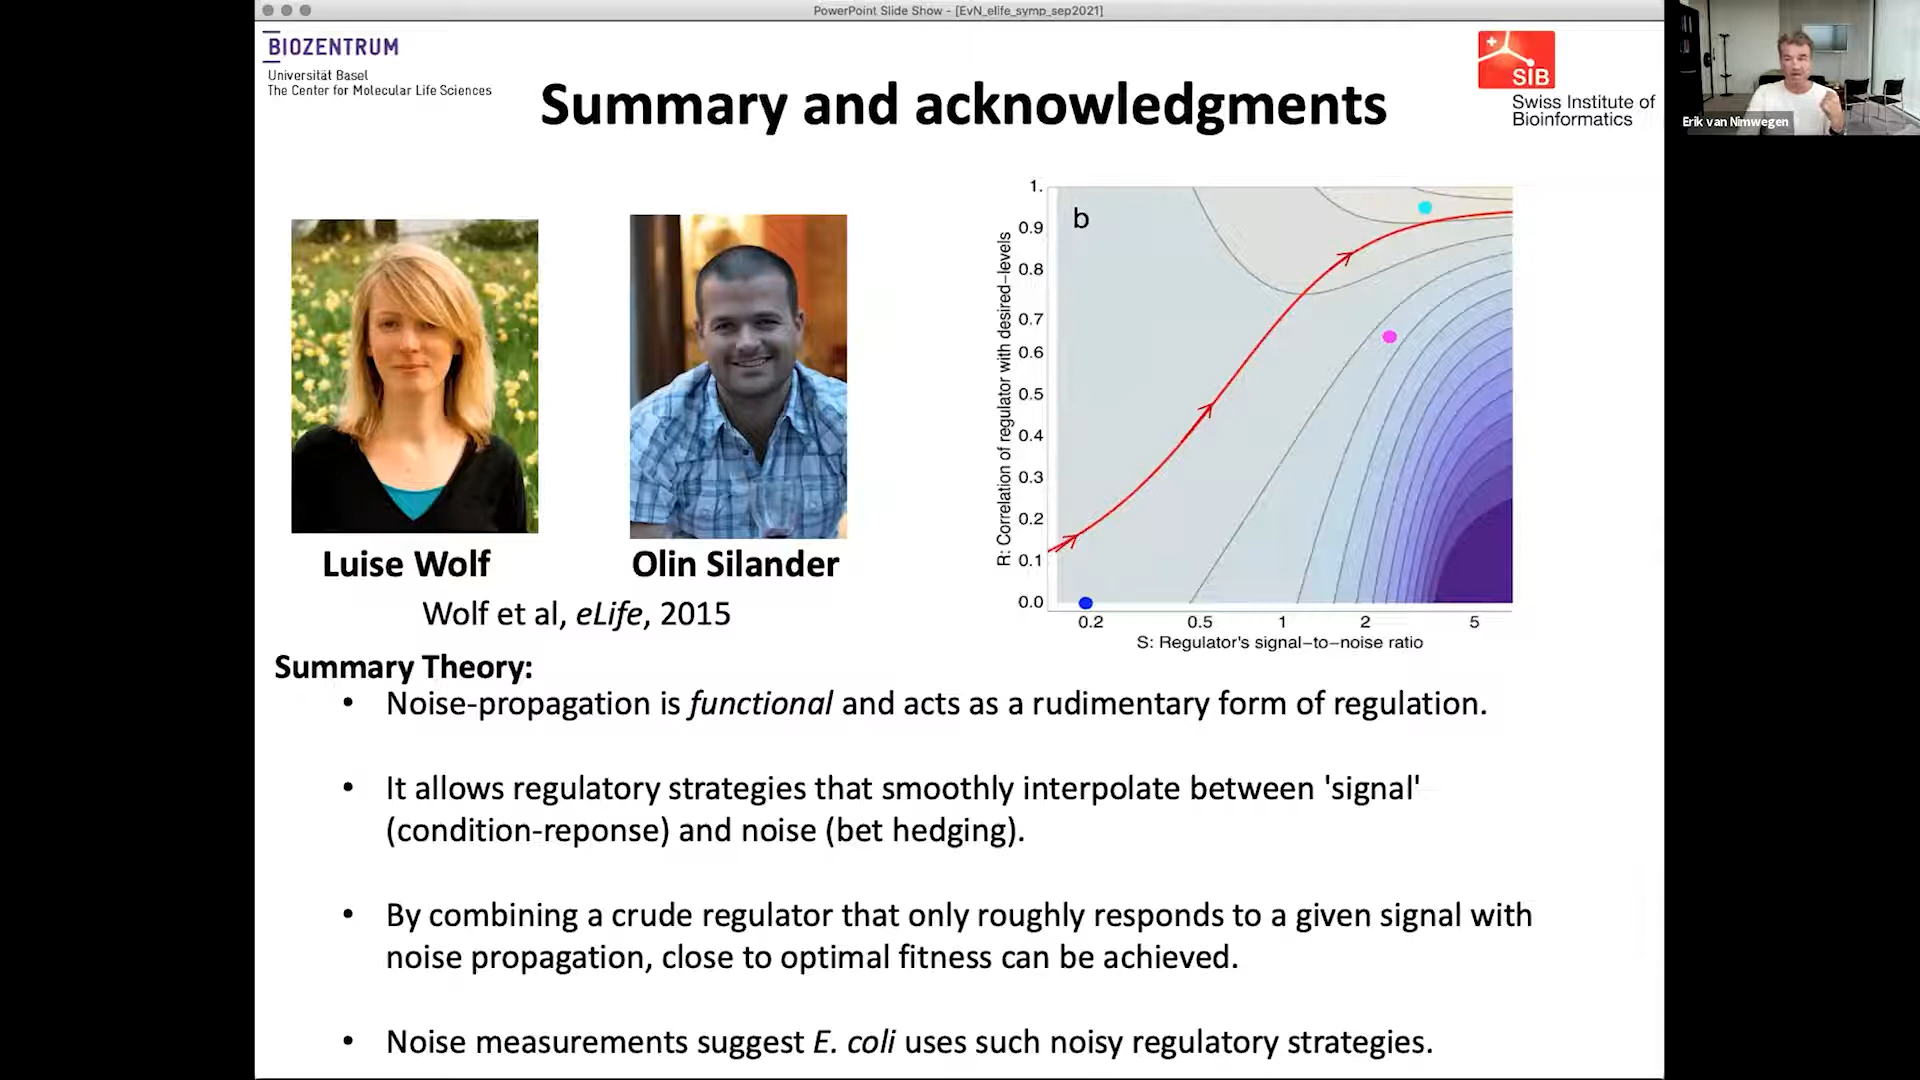 PowerPoint Slide Show - [EvN_elife_symp_sep2021]
BIOZENTRUM
Universität Basel
The Center for Molecular Life Sciences
Summary and acknowledgments
SIB
Swiss Institute of
Bioinformatics
Erik van Nimwegen
Luise Wolf
Olin Silander
Wolf et al, eLife, 2015
b
R: Correlation of regulator with desired-levels
1.
0.9
0.8
0.7
0.6
0.5
0.4
0.3
0.2
0.1
0.0
0.2 0.5 1 2 5
S: Regulator's signal-to-noise ratio
Summary Theory:
• Noise-propagation is functional and acts as a rudimentary form of regulation.
• It allows regulatory strategies that smoothly interpolate between 'signal'
(condition-reponse) and noise (bet hedging).
• By combining a crude regulator that only roughly responds to a given signal with
noise propagation, close to optimal fitness can be achieved.
• Noise measurements suggest E. coli uses such noisy regulatory strategies.